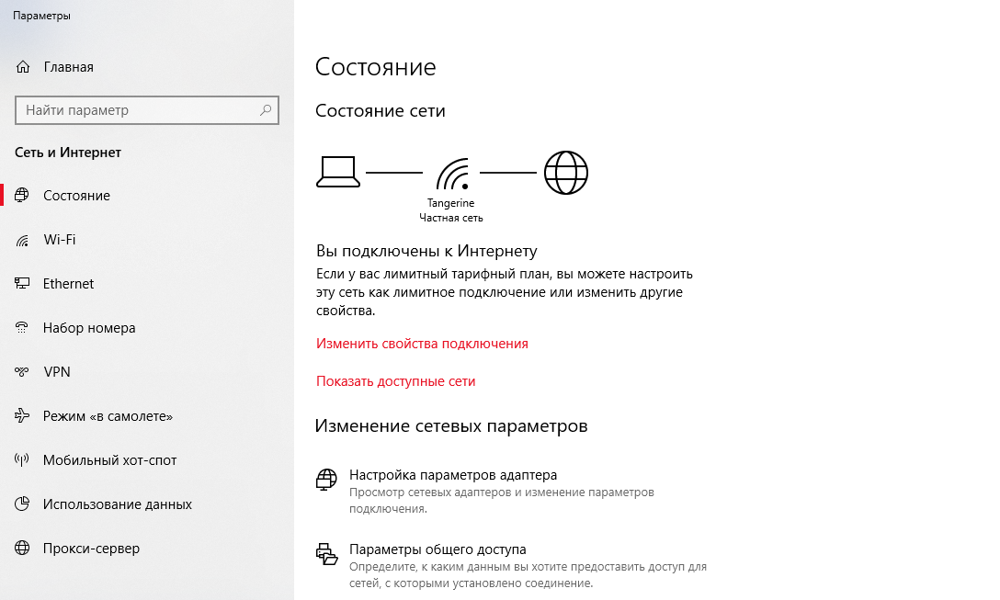 Параметры
Главная
Найти параметр
Сеть и Интернет
Состояние
Wi-Fi
Ethernet
Набор номера
VPN
Режим «в самолете»
Мобильный хот-спот
Использование данных
Прокси-сервер
Состояние
Состояние сети
Tangerine
Частная сеть
Вы подключены к Интернету
Если у вас лимитный тарифный план, вы можете настроить
эту сеть как лимитное подключение или изменить другие
свойства.
Изменить свойства подключения
Показать доступные сети
Изменение сетевых параметров
Настройка параметров адаптера
Просмотр сетевых адаптеров и изменение параметров
подключения.
Параметры общего доступа
Определите, к каким данным вы хотите предоставить доступ для
сетей, с которыми установлено соединение.